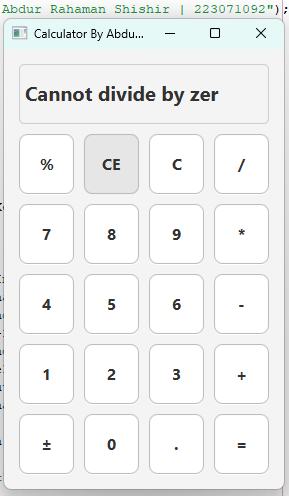 Abdur Rahaman Shishir | 223071092");
Calculator By Abdu...
Cannot divide by zer
% CE C /
7 8 9 *
4 5 6 -
1 2 3 +
± 0 . =